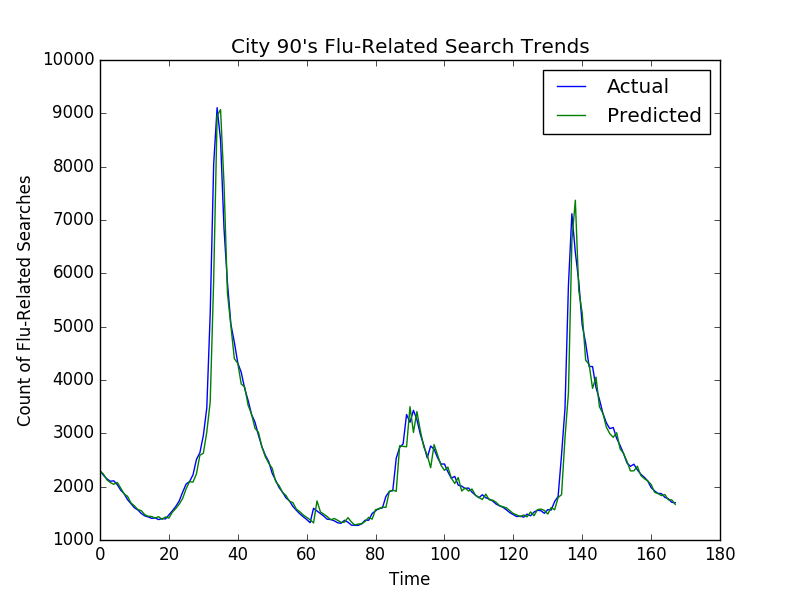 City 90's Flu-Related Search Trends
10000
9000
8000
7000
6000
5000
4000
3000
2000
1000
Count of Flu-Related Searches
Actual
Predicted
0 20 40 60 80 100 120 140 160 180
Time